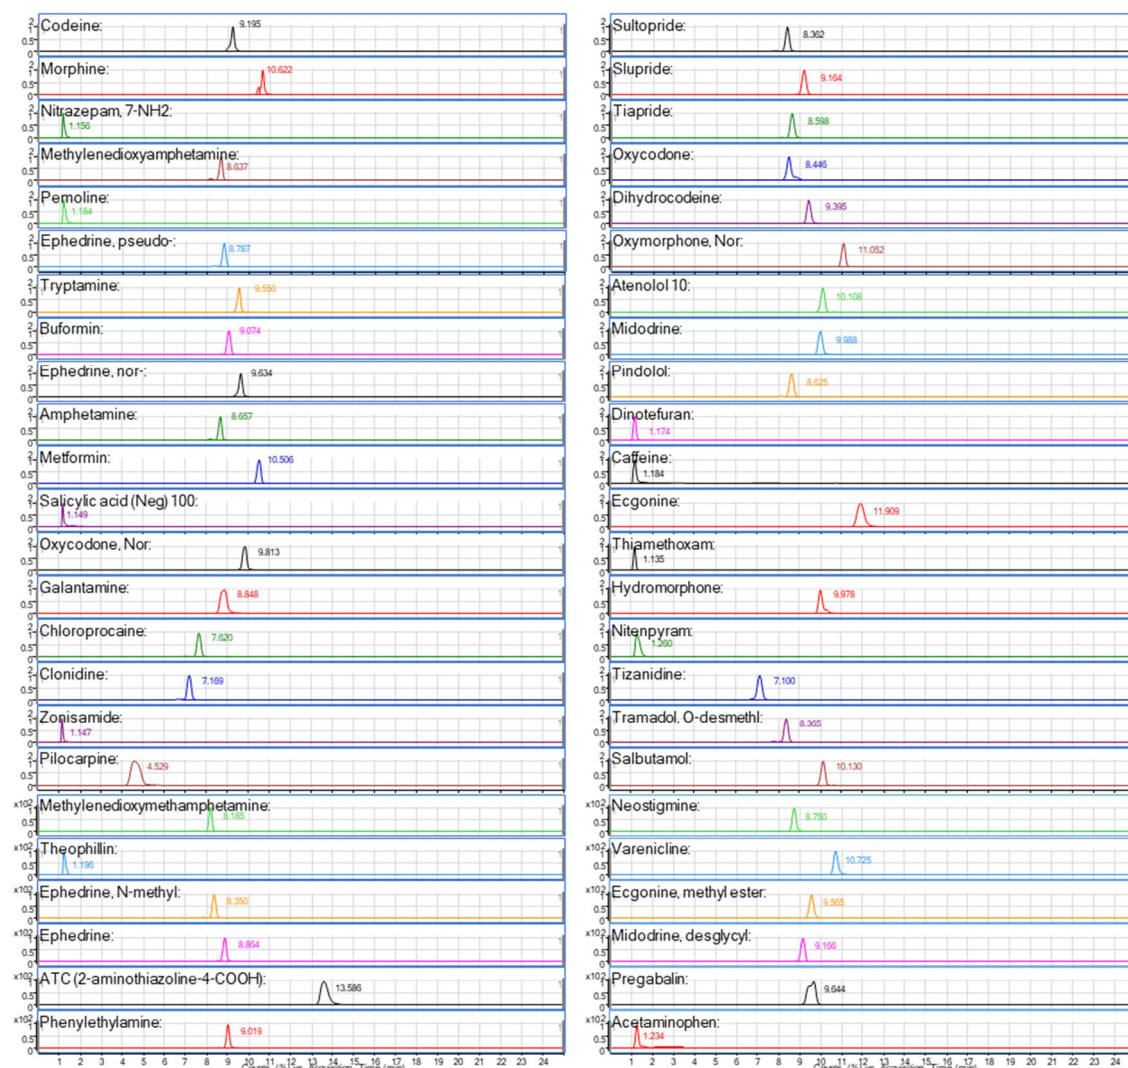 Codeine:
9.195
Morphine:
10.622
Nitrazepam, 7-NH2:
1.156
Methylenedioxyamphetamine:
8.637
Pemoline:
1.184
Ephedrine, pseudo-:
8.787
Tryptamine:
9.556
Buformin:
9.074
Ephedrine, nor-:
9.634
Amphetamine:
8.657
Metformin:
10.506
Salicylic acid (Neg) 100:
1.149
Oxycodone, Nor:
9.813
Galantamine:
8.848
Chloroprocaine:
7.620
Clonidine:
7.169
Zonisamide:
1.147
Pilocarpine:
4.529
Methylenedioxymethamphetamine:
8.185
Theophillin:
1.196
Ephedrine, N-methyl:
8.350
Ephedrine:
8.864
ATC (2-aminothiazoline-4-COOH):
13.586
Phenylethylamine:
9.019
1 2 3 4 5 6 7 8 9 10 11 12 13 14 15 16 17 18 19 20 21 22 23 24
Sultopride:
8.362
Slupride:
9.164
Tiapride:
8.598
Oxycodone:
8.446
Dihydrocodeine:
9.395
Oxymorphone, Nor:
11.052
Atenolol 10:
10.108
Midodrine:
9.988
Pindolol:
8.625
Dinotefuran:
1.174
Caffeine:
1.184
Ecgonine:
11.909
Thiamethoxam:
1.135
Hydromorphone:
9.978
Nitenpyram:
1.260
Tizanidine:
7.100
Tramadol. O-desmethl:
8.365
Salbutamol:
10.130
Neostigmine:
8.750
Varenicline:
10.725
Ecgonine, methyl ester:
9.565
Midodrine, desglycyl:
9.166
Pregabalin:
9.644
Acetaminophen:
1.234
1 2 3 4 5 6 7 8 9 10 11 12 13 14 15 16 17 18 19 20 21 22 23 24